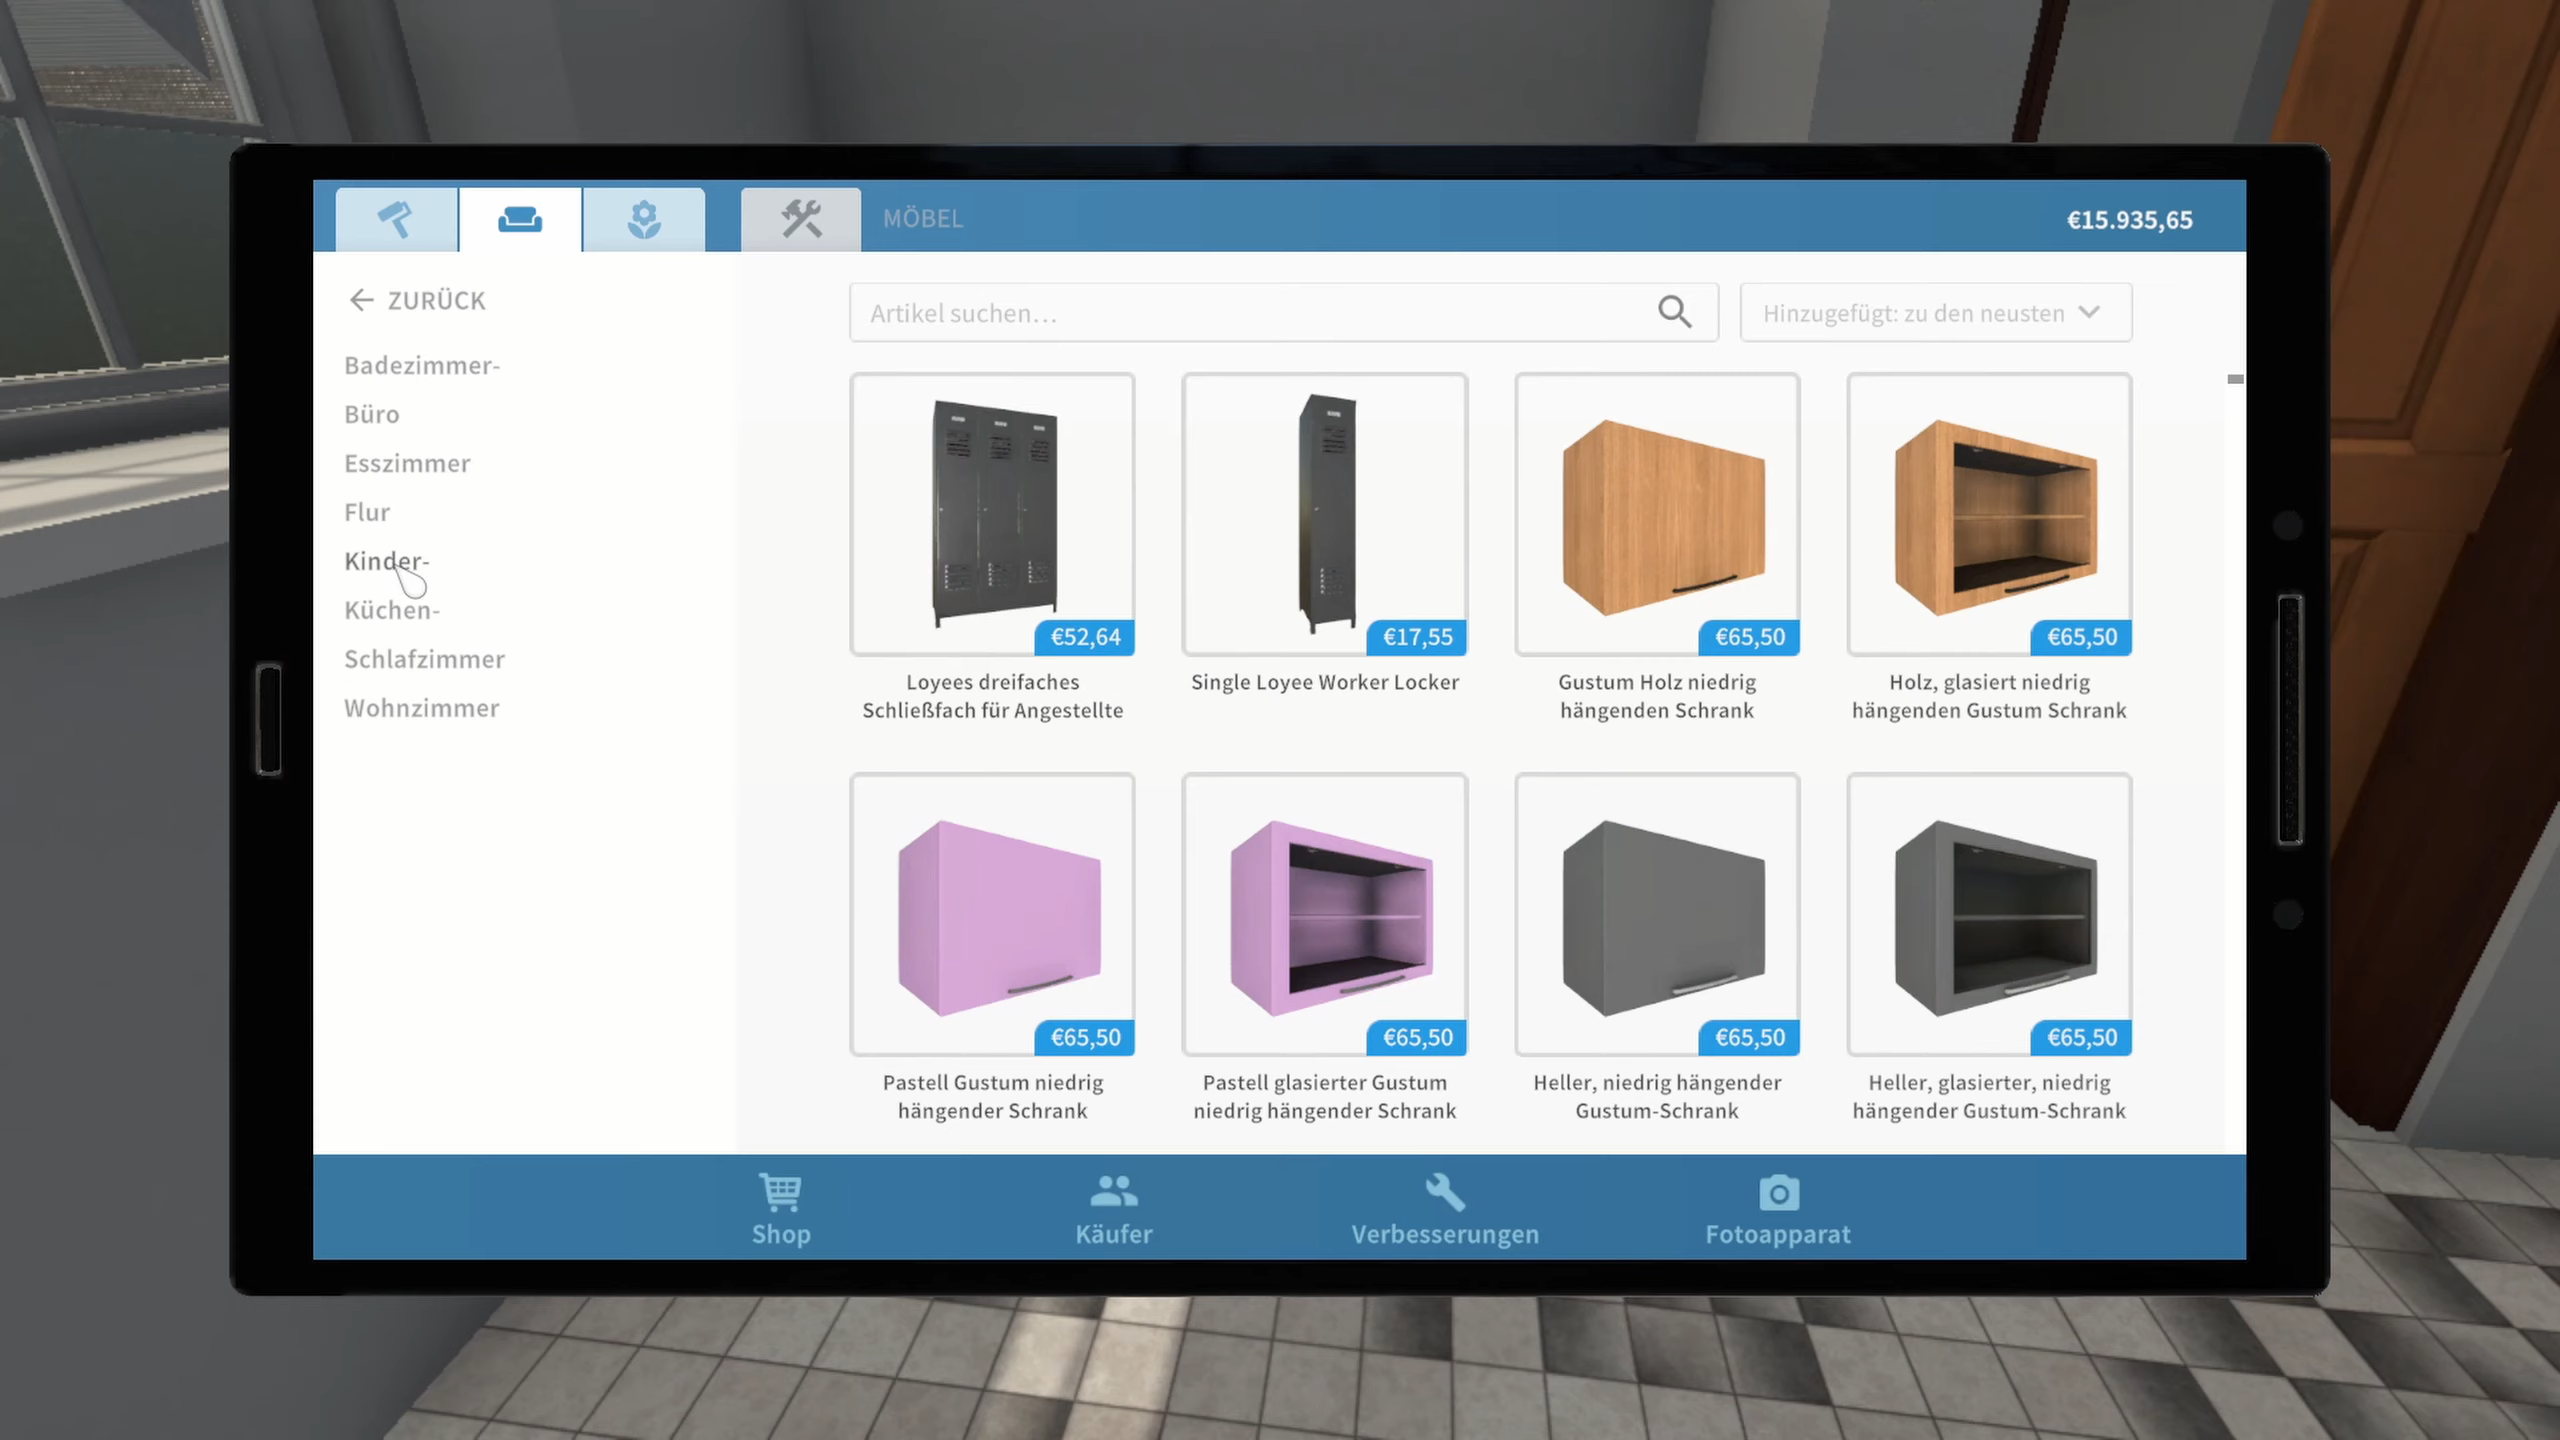 MÖBEL
€15.935,65
ZURÜCK
Artikel suchen...
Hinzugefügt: zu den neusten
Badezimmer-
Büro
Esszimmer
Flur
Kinder-
Küchen-
Schlafzimmer
Wohnzimmer
€52,64
€17,55
€65,50
€65,50
Loyees dreifaches
Schließfach für Angestellte
Single Loyee Worker Locker
Gustum Holz niedrig
hängenden Schrank
Holz, glasiert niedrig
hängenden Gustum Schrank
€65,50
€65,50
€65,50
€65,50
Pastell Gustum niedrig
hängender Schrank
Pastell glasierter Gustum
niedrig hängender Schrank
Heller, niedrig hängender
Gustum-Schrank
Heller, glasierter, niedrig
hängender Gustum-Schrank
Shop
Käufer
Verbesserungen
Fotoapparat